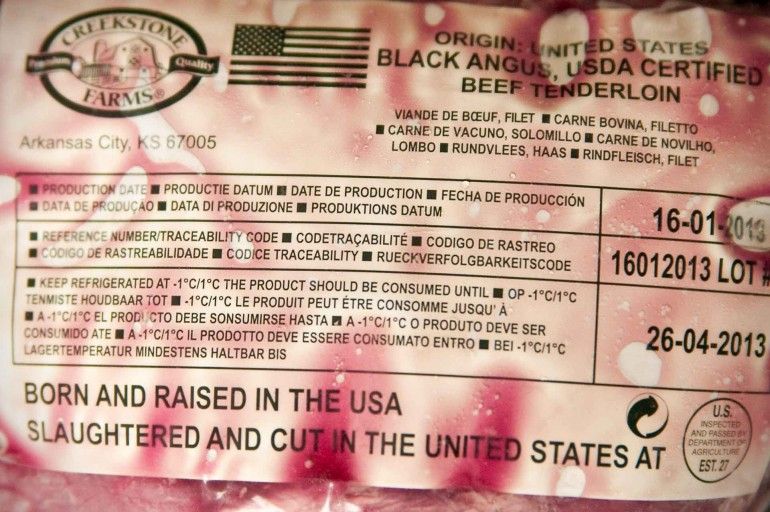 CREEKSTONE
Premium Quality
FARMS®
Arkansas City, KS 67005
ORIGIN: UNITED STATES
BLACK ANGUS, USDA CERTIFIED
BEEF TENDERLOIN
VIANDE DE BŒUF, FILET ■ CARNE BOVINA, FILETTO
■ CARNE DE VACUNO, SOLOMILLO ■ CARNE DE NOVILHO,
LOMBO ■ RUNDVLEES, HAAS ■ RINDFLEISCH, FILET
■ PRODUCTION DATE ■ PRODUCTIE DATUM ■ DATE DE PRODUCTION ■ FECHA DE PRODUCCIÓN
■ DATA DE PRODUÇAO ■ DATA DI PRODUZIONE ■ PRODUKTIONS DATUM
16-01-2013
■ REFERENCE NUMBER/TRACEABILITY CODE ■ CODETRAÇABILITÉ ■ CODIGO DE RASTREO
■ CÓDIGO DE RASTREABILIDADE ■ CODICE TRACEABILITY ■ RUECKVERFOLGBARKEITSCODE
16012013 LOT #
■ KEEP REFRIGERATED AT -1°C/1°C THE PRODUCT SHOULD BE CONSUMED UNTIL ■ OP -1°C/1°C
TENMISTE HOUDBAAR TOT ■ -1°C/1°C LE PRODUIT PEUT ÉTRE CONSOMME JUSQU' À
■ A -1°C/1°C EL PRODUCTO DEBE SONSUMIRSE HASTA ■ A -1°C/1°C O PRODUTO DEVE SER
CONSUMIDO ATE ■ A -1°C/1°C IL PRODOTTO DEVE ESSERE CONSUMATO ENTRO ■ BEI -1°C/1°C
LAGERTEMPERATUR MINDESTENS HALTBAR BIS
26-04-2013
BORN AND RAISED IN THE USA
SLAUGHTERED AND CUT IN THE UNITED STATES AT
U.S.
INSPECTED
AND PASSED BY
DEPARTMENT OF
AGRICULTURE
EST. 27